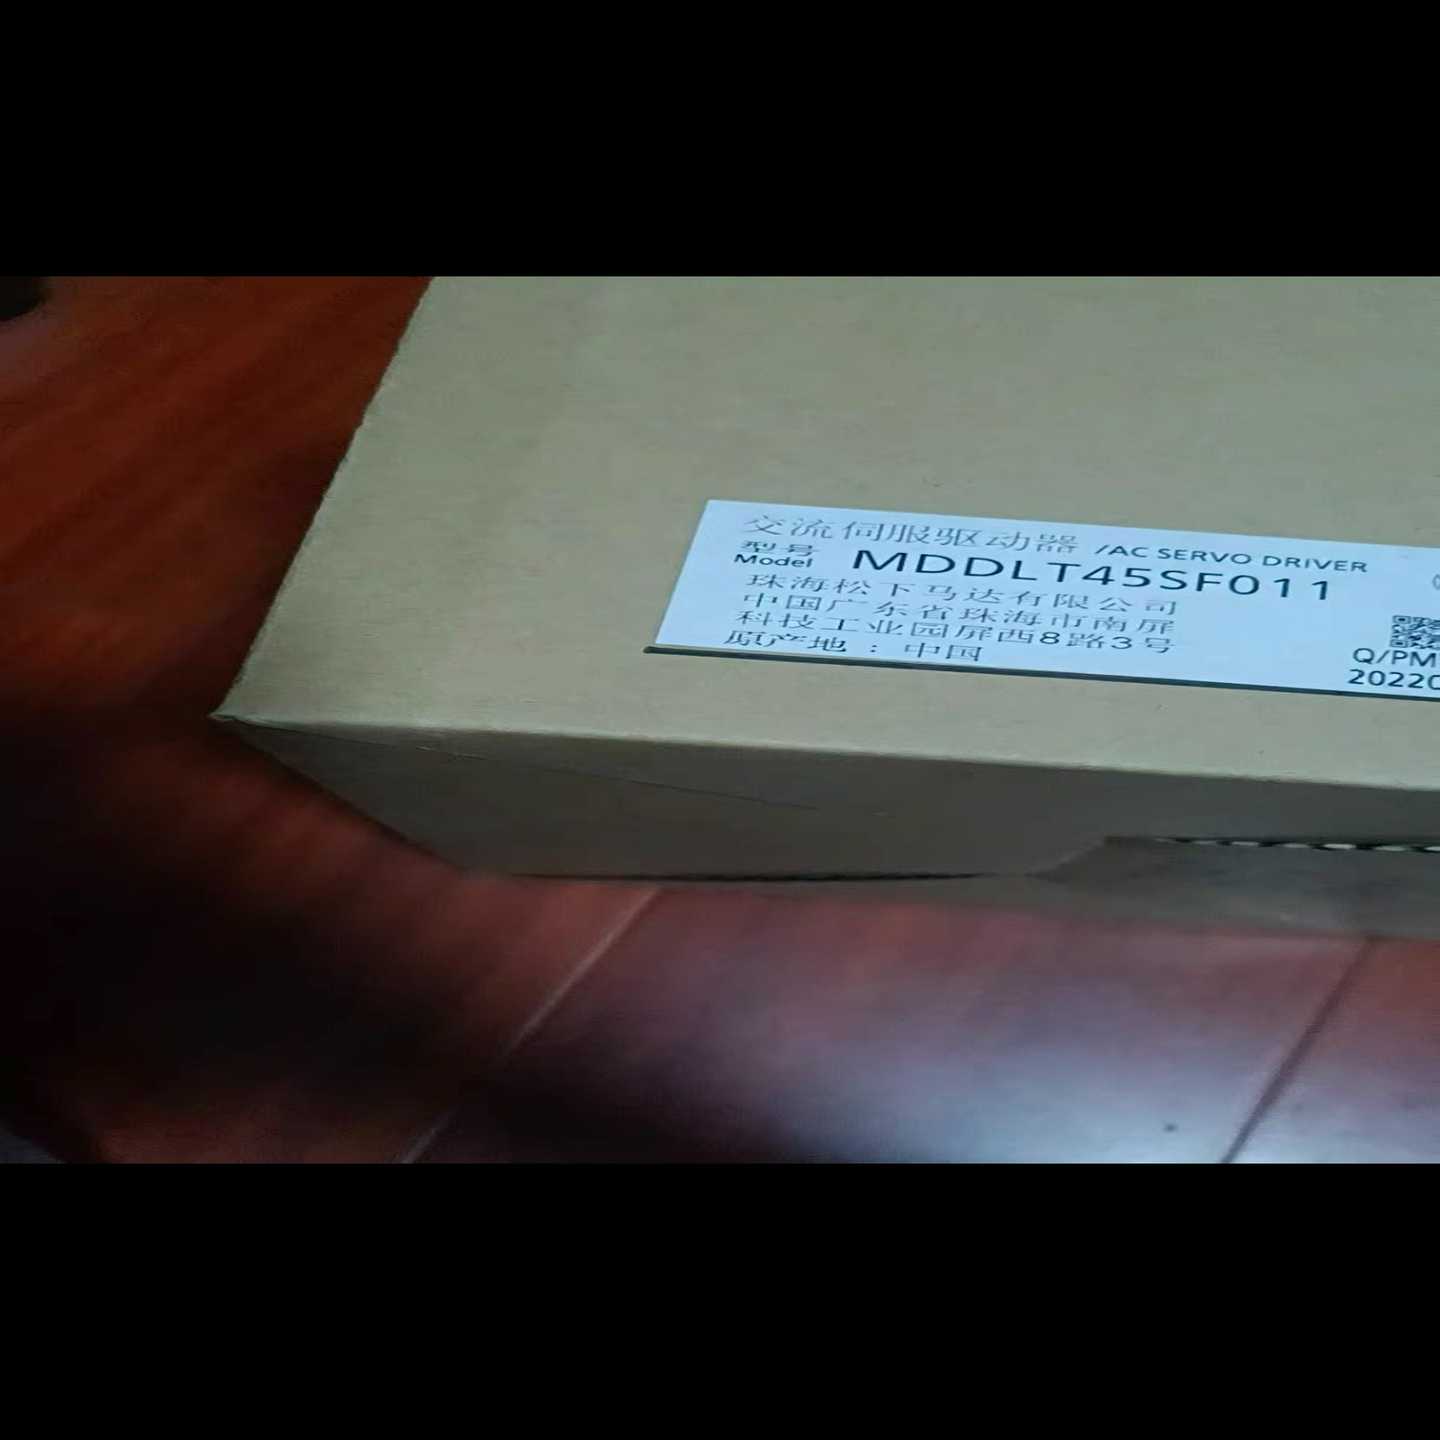 交流伺服驱动器 /AC SERVO DRIVER
型号
Model MDDLT45SF011
珠海松下马达有限公司
中国广东省珠海市南屏
科技工业园屏西8路3号
原产地：中国
Q/PM
2022